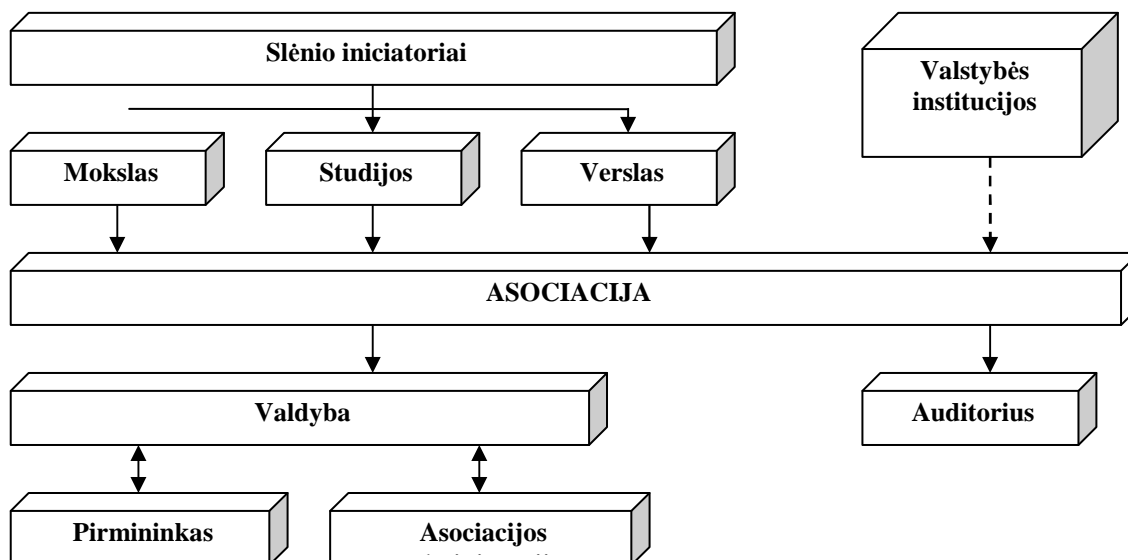 Slėnio iniciatoriai
Valstybės
institucijos
Mokslas
Studijos
Verslas
ASOCIACIJA
Valdyba
Auditorius
Pirmininkas
Asociacijos